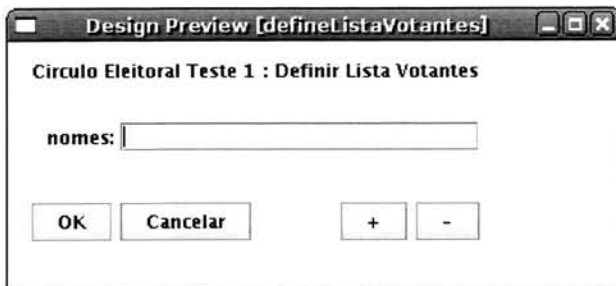 Design Preview [defineListaVotantes]
Circulo Eleitoral Teste 1 : Definir Lista Votantes
nomes:
OK Cancelar + -